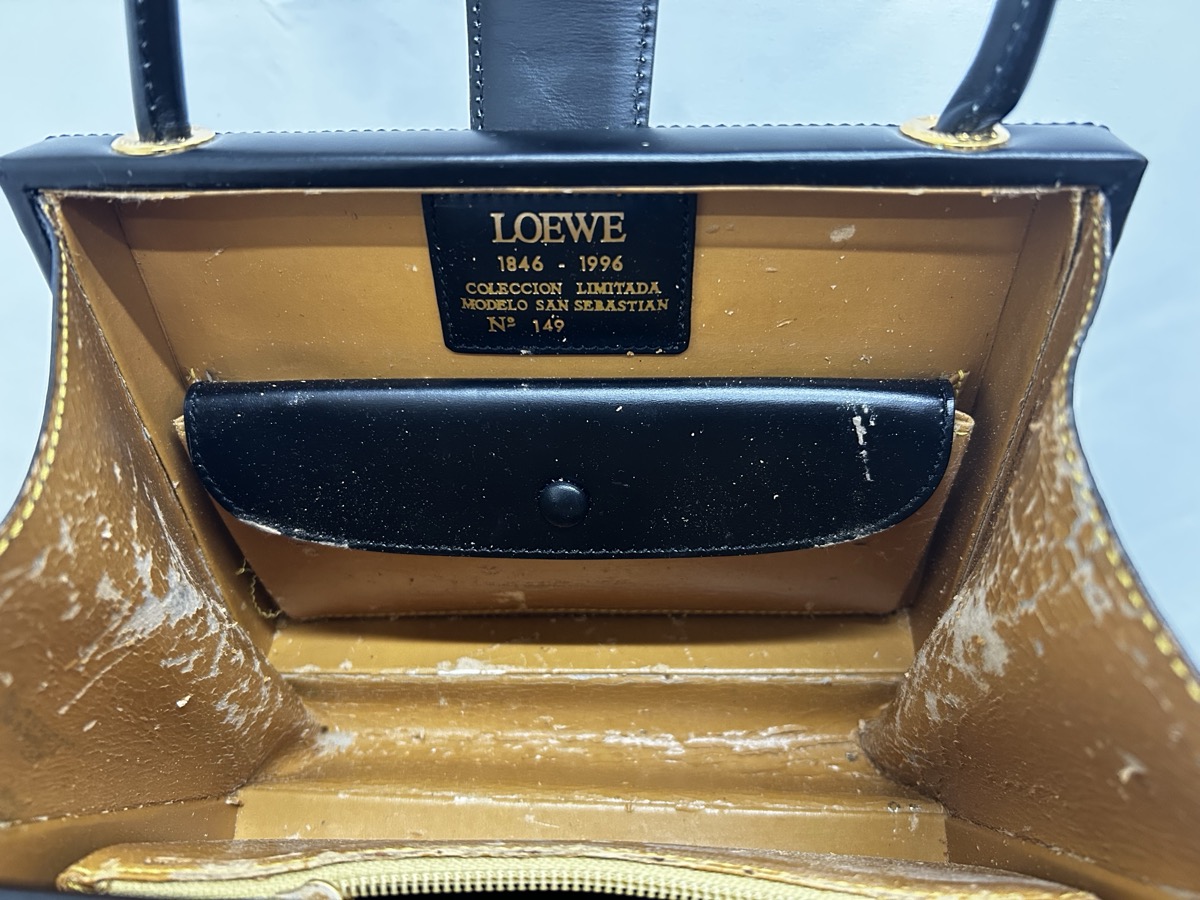 LOEWE
1846 - 1996
COLECCION LIMITADA
MODELO SAN SEBASTIAN
Nº 149